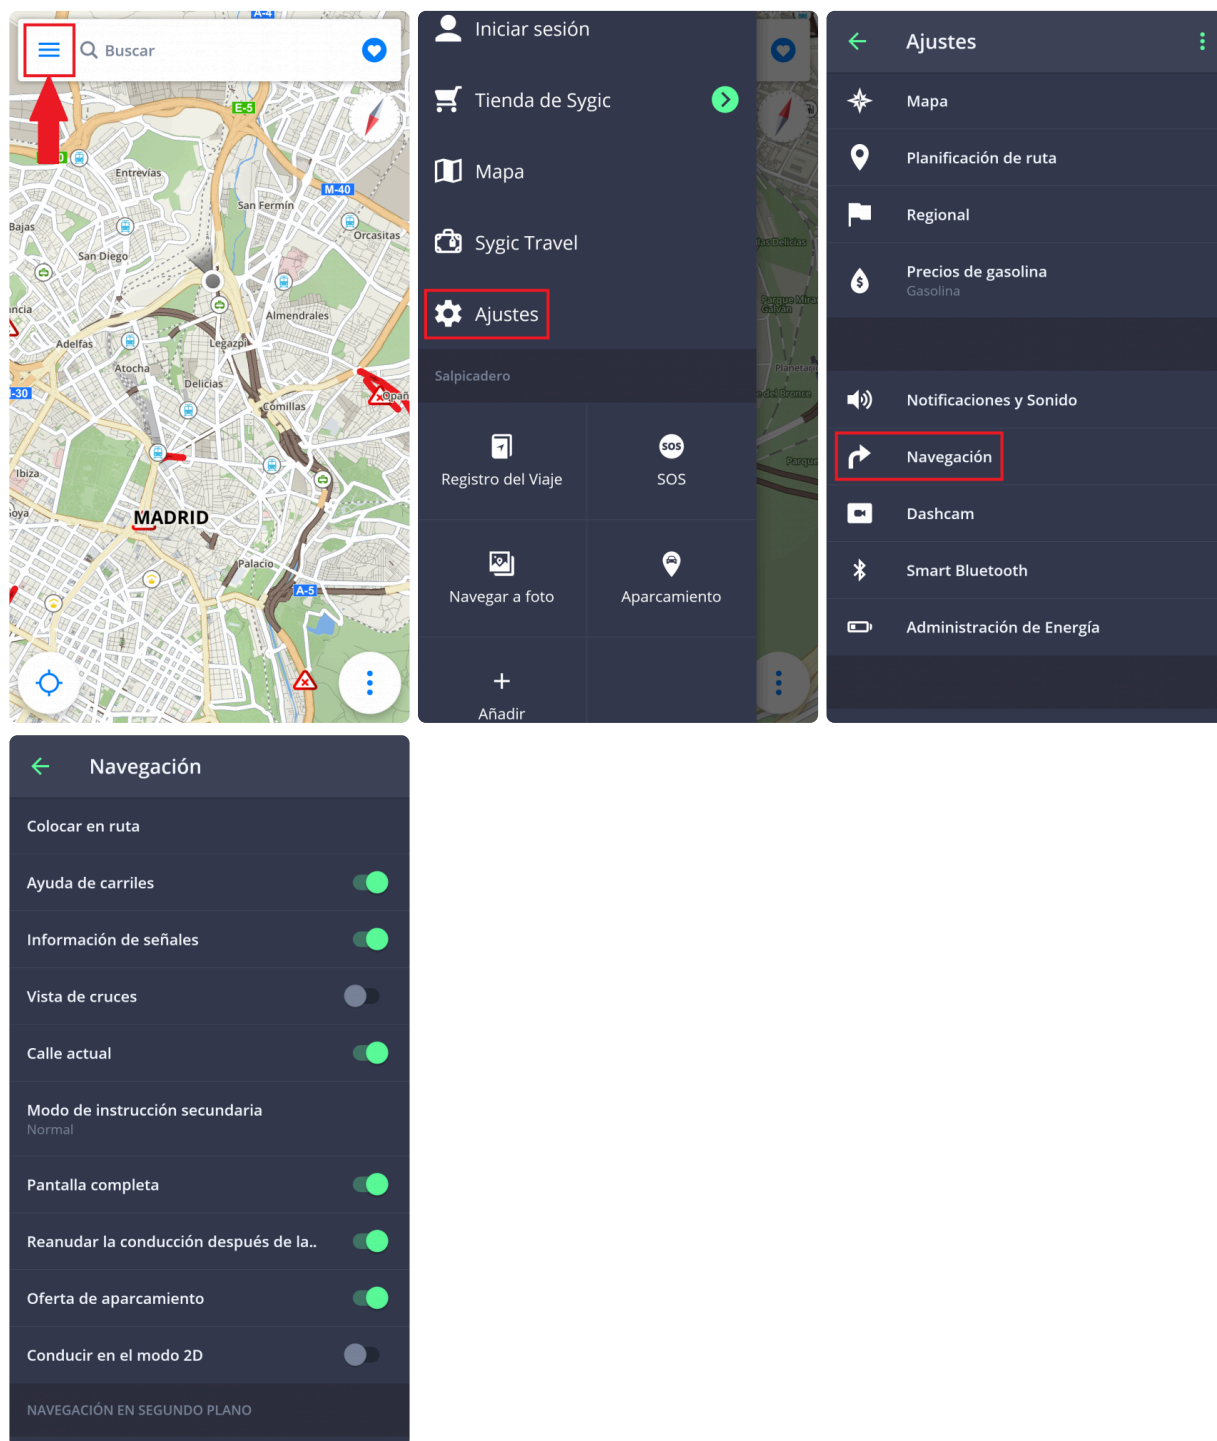 A-4
Buscar
E-5
Entrevías
M-40
San Fermín
Bajas
Orcasitas
San Diego
Almendrales
Adelfas
Legazpi
Atocha
Delicias
Comillas
Ibiza
MADRID
Palacio
A-5
Iniciar sesión
Tienda de Sygic
Mapa
Sygic Travel
Ajustes
Salpicadero
Registro del Viaje
SOS
SOS
Navegar a foto
Aparcamiento
Añadir
Ajustes
Mapa
Planificación de ruta
Regional
Precios de gasolina
Gasolina
Notificaciones y Sonido
Navegación
Dashcam
Smart Bluetooth
Administración de Energía
Navegación
Colocar en ruta
Ayuda de carriles
Información de señales
Vista de cruces
Calle actual
Modo de instrucción secundaria
Normal
Pantalla completa
Reanudar la conducción después de la..
Oferta de aparcamiento
Conducir en el modo 2D
NAVEGACIÓN EN SEGUNDO PLANO